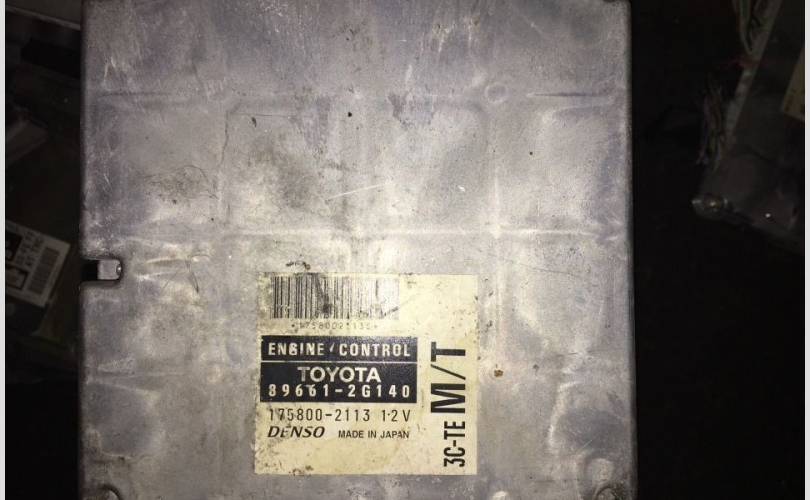 ENGINE CONTROL
TOYOTA
89661-2G140
175800-2113 12V
DENSO MADE IN JAPAN
3C-TE M/T